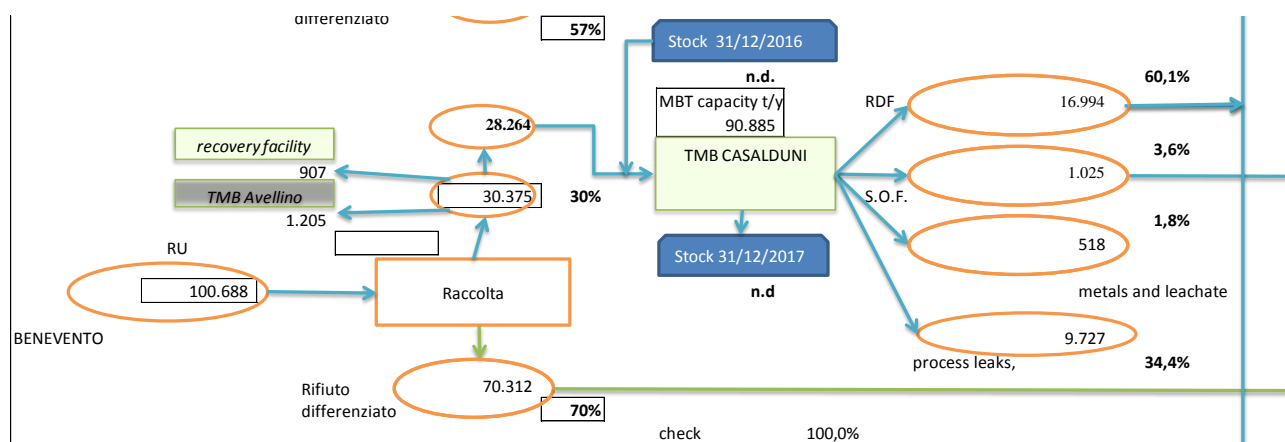 differenziato
57%
Stock 31/12/2016
n.d.
60,1%
MBT capacity t/y
90.885
RDF
16.994
28.264
recovery facility
907
TMB CASALDUNI
3,6%
TMB Avellino
30.375
30%
1.025
1.205
S.O.F.
1,8%
RU
518
Stock 31/12/2017
100.688
Raccolta
n.d
metals and leachate
BENEVENTO
9.727
process leaks,
34,4%
Rifiuto
differenziato
70.312
70%
check
100,0%